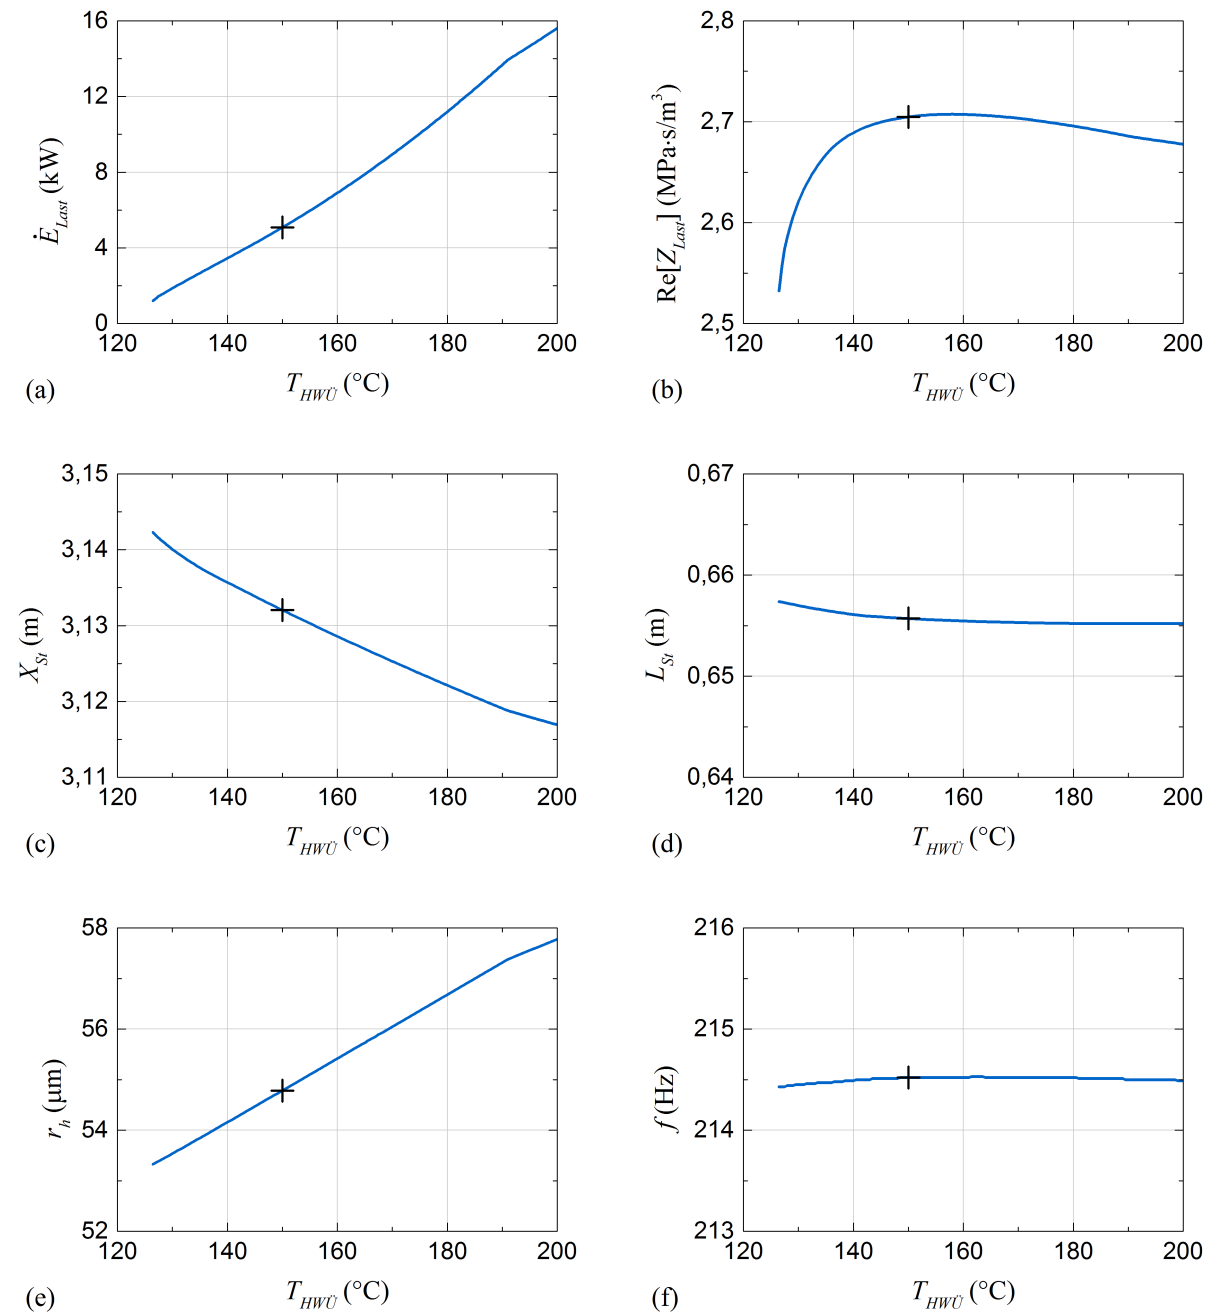 16
12
8
4
0
120 140 160 180 200
Ė_Last (kW)
T_HWÜ (°C)
(a)
2,8
2,7
2,6
2,5
120 140 160 180 200
Re[Z_Last] (MPa·s/m³)
T_HWÜ (°C)
(b)
3,15
3,14
3,13
3,12
3,11
120 140 160 180 200
X_St (m)
T_HWÜ (°C)
(c)
0,67
0,66
0,65
0,64
120 140 160 180 200
L_St (m)
T_HWÜ (°C)
(d)
58
56
54
52
120 140 160 180 200
r_h (µm)
T_HWÜ (°C)
(e)
216
215
214
213
120 140 160 180 200
f (Hz)
T_HWÜ (°C)
(f)